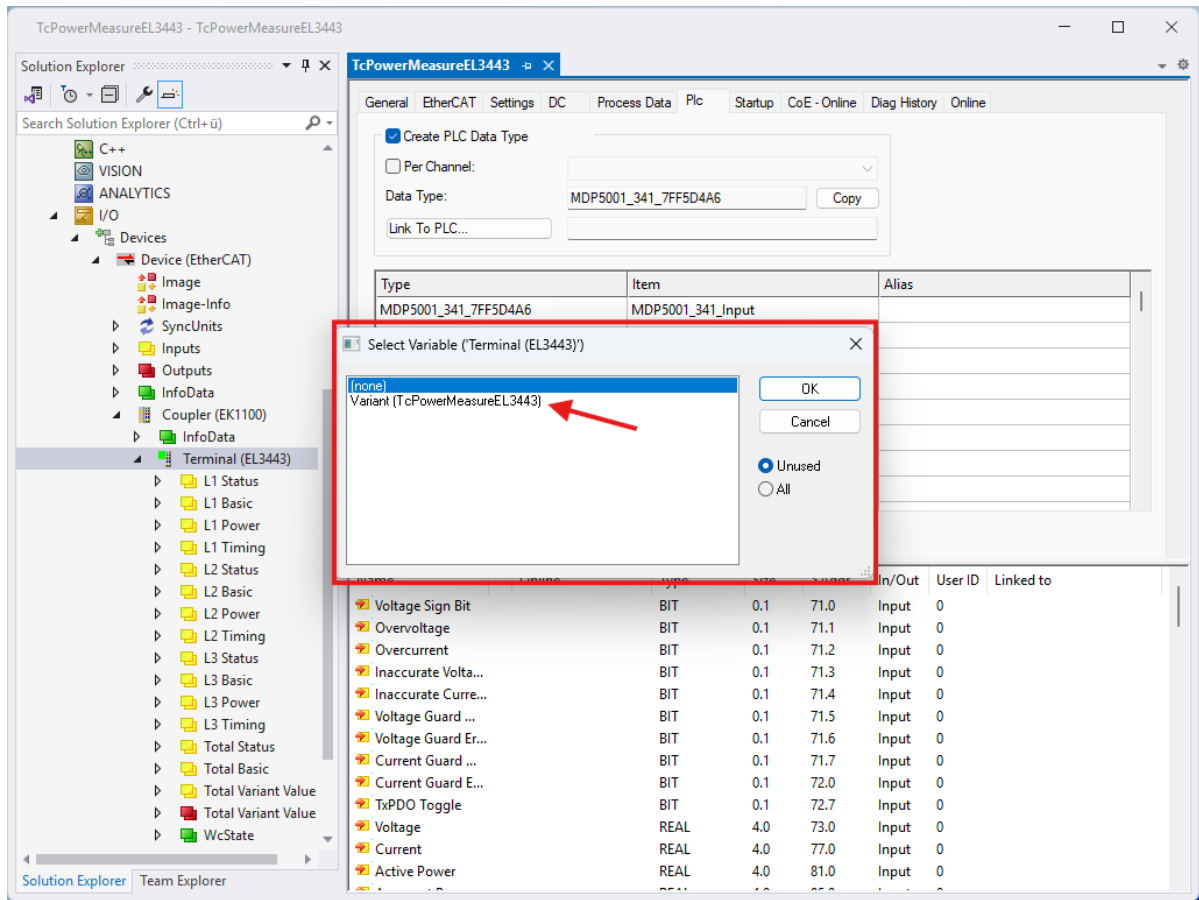 TcPowerMeasureEL3443 - TcPowerMeasureEL3443
Solution Explorer
Search Solution Explorer (Ctrl+ü)
C++
VISION
ANALYTICS
I/O
Devices
Device (EtherCAT)
Image
Image-Info
SyncUnits
Inputs
Outputs
InfoData
Coupler (EK1100)
InfoData
Terminal (EL3443)
L1 Status
L1 Basic
L1 Power
L1 Timing
L2 Status
L2 Basic
L2 Power
L2 Timing
L3 Status
L3 Basic
L3 Power
L3 Timing
Total Status
Total Basic
Total Variant Value
Total Variant Value
WcState
Solution Explorer Team Explorer
TcPowerMeasureEL3443
General EtherCAT Settings DC Process Data Plc Startup CoE - Online Diag History Online
Create PLC Data Type
Per Channel:
Data Type: MDP5001_341_7FF5D4A6 Copy
Link To PLC...
Type Item Alias
MDP5001_341_7FF5D4A6 MDP5001_341_Input
Select Variable ('Terminal (EL3443)')
(none)
Variant (TcPowerMeasureEL3443)
OK
Cancel
Unused
All
In/Out User ID Linked to
Voltage Sign Bit BIT 0.1 71.0 Input 0
Overvoltage BIT 0.1 71.1 Input 0
Overcurrent BIT 0.1 71.2 Input 0
Inaccurate Volta... BIT 0.1 71.3 Input 0
Inaccurate Curre... BIT 0.1 71.4 Input 0
Voltage Guard ... BIT 0.1 71.5 Input 0
Voltage Guard Er... BIT 0.1 71.6 Input 0
Current Guard ... BIT 0.1 71.7 Input 0
Current Guard E... BIT 0.1 72.0 Input 0
TxPDO Toggle BIT 0.1 72.7 Input 0
Voltage REAL 4.0 73.0 Input 0
Current REAL 4.0 77.0 Input 0
Active Power REAL 4.0 81.0 Input 0